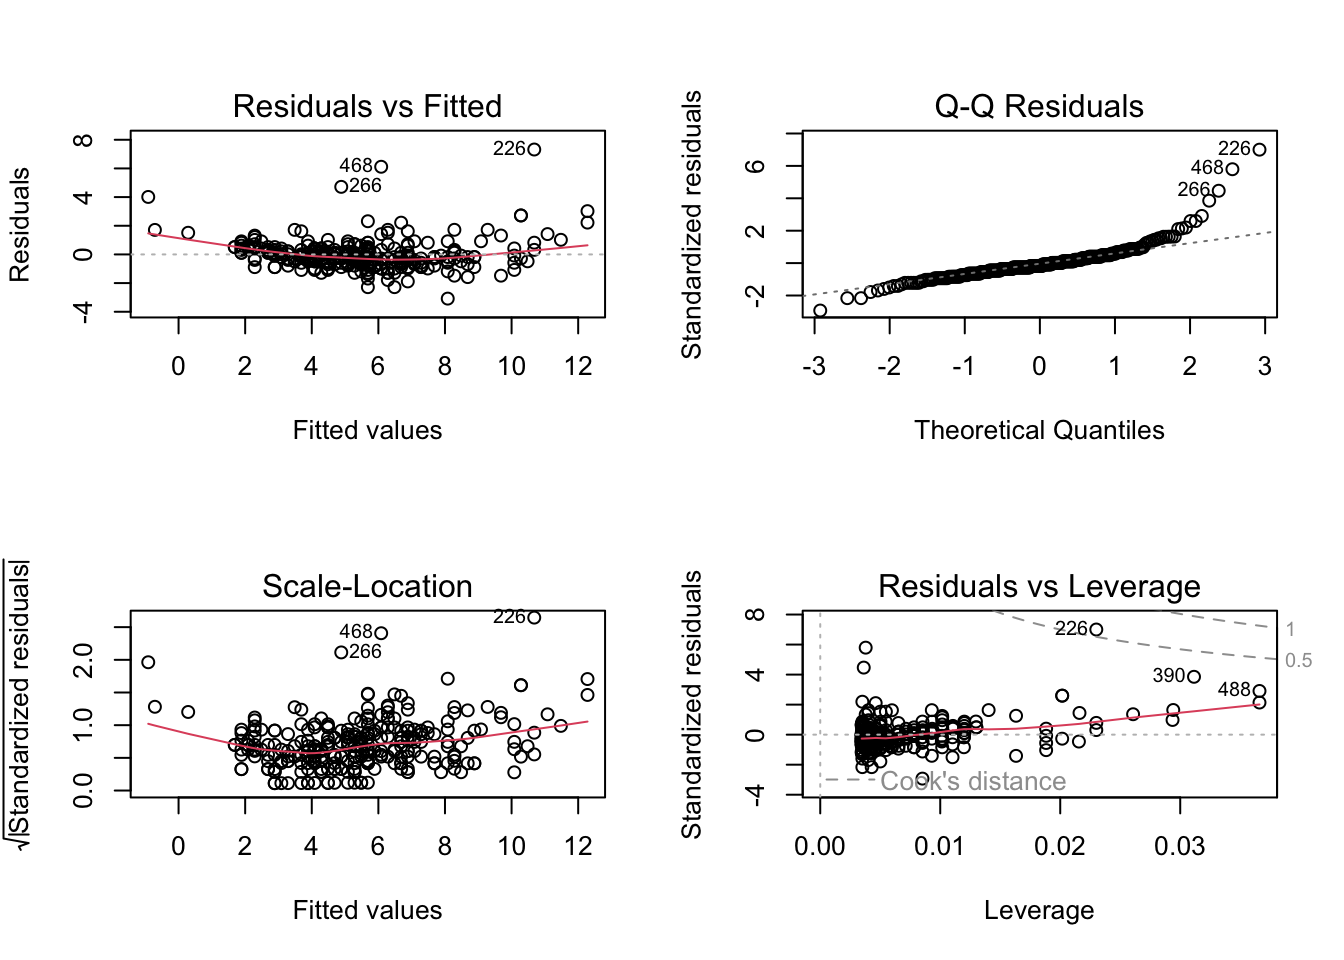 Residuals vs Fitted
Residuals
8
4
0
-4
226
468
266
0 2 4 6 8 10 12
Fitted values
Q-Q Residuals
Standardized residuals
6
2
-2
226
468
266
-3 -2 -1 0 1 2 3
Theoretical Quantiles
Scale-Location
√|Standardized residuals|
2.0
1.0
0.0
226
468
266
0 2 4 6 8 10 12
Fitted values
Residuals vs Leverage
Standardized residuals
8
4
0
-4
226
390
488
1
0.5
Cook's distance
0.00 0.01 0.02 0.03
Leverage